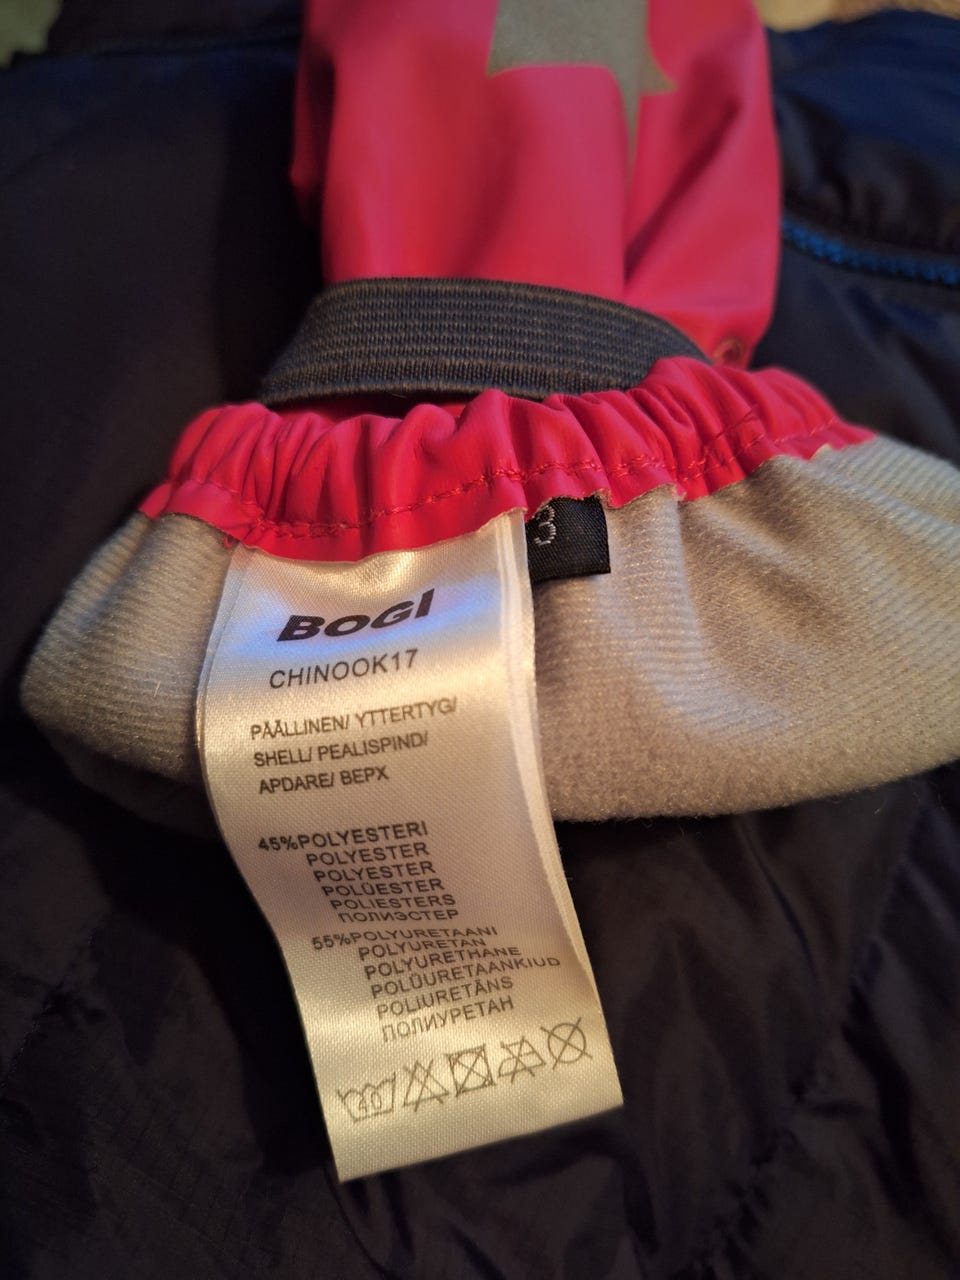 3
BOGI
CHINOOK17
PÄÄLLINEN/ YTTERTYG/
SHELL/ PEALISPIND/
APDARE/ ВЕРХ
45%POLYESTERI
POLYESTER
POLYESTER
POLÜESTER
POLIESTERS
ПОЛИЭСТЕР
55%POLYURETAANI
POLYURETAN
POLYURETHANE
POLÜURETAANKIUD
POLIURETĀNS
ПОЛИУРЕТАН
40